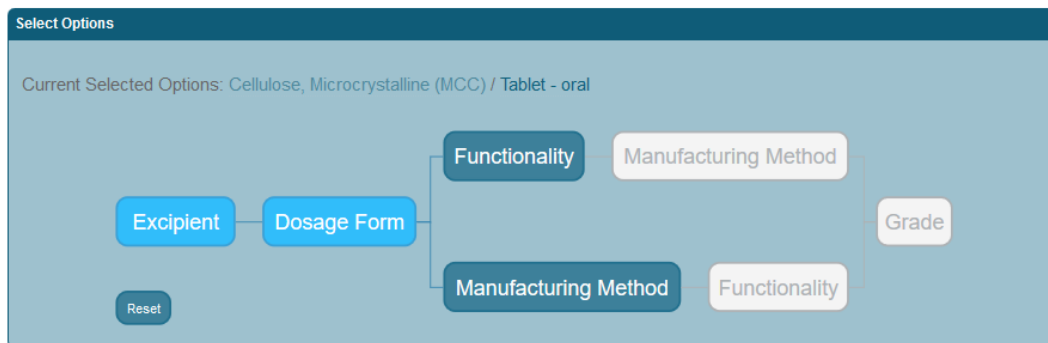 Select Options
Current Selected Options: Cellulose, Microcrystalline (MCC) / Tablet - oral
Functionality
Manufacturing Method
Excipient
Dosage Form
Grade
Manufacturing Method
Functionality
Reset